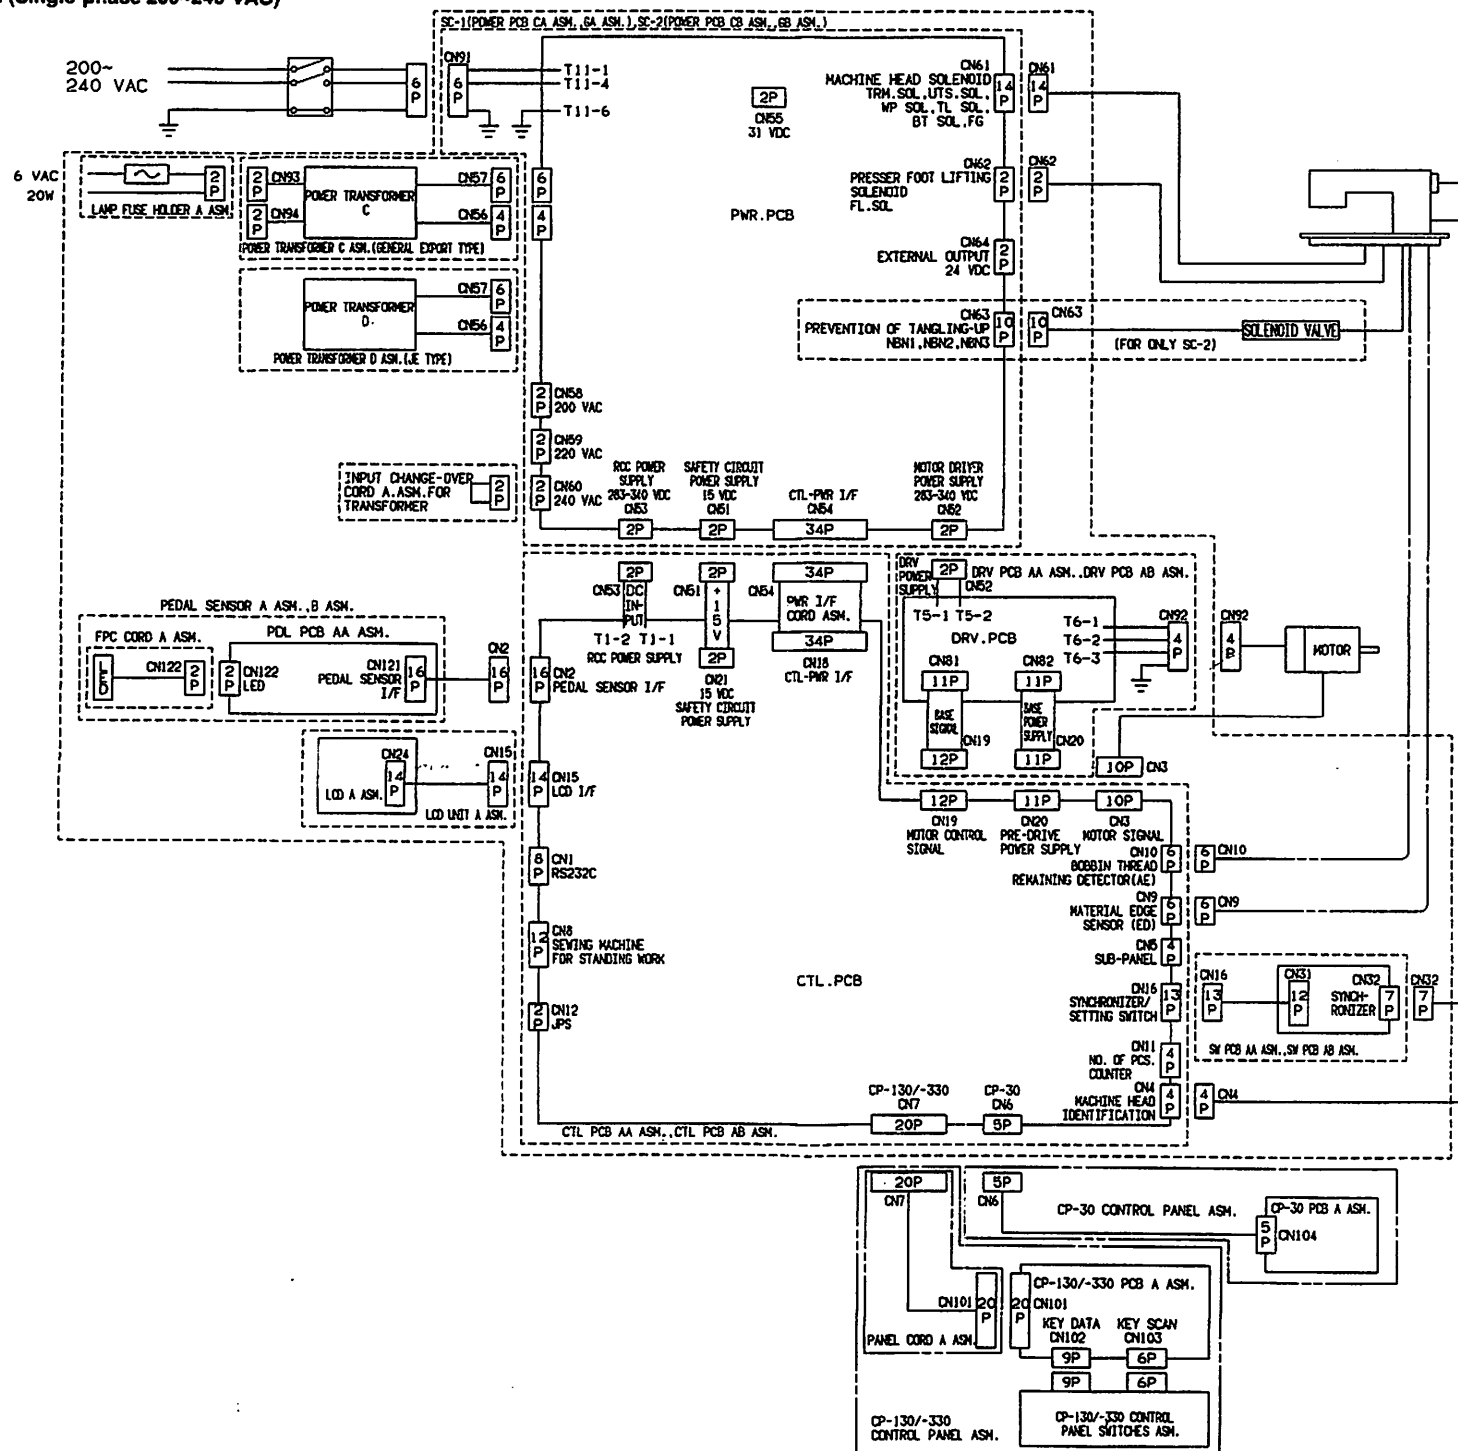 (Single-phase 200~240 VAC)
SC-1(POWER PCB CA ASM.,GA ASM.),SC-2(POWER PCB CB ASM.,GB ASM.)
200~
240 VAC
6P
CN91
6P
T11-1
T11-4
T11-6
2P
CN55
31 VDC
CN61
MACHINE HEAD SOLENOID
TRM.SOL,UTS.SOL,
WP SOL,TL SOL,
BT SOL,FG
14P
CN61
14P
6 VAC
20W
2P
LAMP FUSE HOLDER A ASM.
2P
CN93
2P
CN94
POWER TRANSFORMER
C
CN57
6P
CN56
4P
POWER TRANSFORMER C ASM.(GENERAL EXPORT TYPE)
6P
4P
PWR.PCB
CN62
PRESSER FOOT LIFTING
SOLENOID
FL.SOL
2P
CN62
2P
CN64
EXTERNAL OUTPUT
24 VDC
2P
POWER TRANSFORMER
D.
CN57
6P
CN56
4P
POWER TRANSFORMER D ASM.(JE TYPE)
CN63
PREVENTION OF TANGLING-UP
NBN1,NBN2,NBN3
10P
CN63
10P
(FOR ONLY SC-2)
SOLENOID VALVE
2P
CN58
200 VAC
2P
CN59
220 VAC
2P
CN60
240 VAC
INPUT CHANGE-OVER
CORD A.ASM.FOR
TRANSFORMER
2P
RCC POWER
SUPPLY
283-340 VDC
CN53
2P
SAFETY CIRCUIT
POWER SUPPLY
15 VDC
CN51
2P
CTL-PWR I/F
CN54
34P
MOTOR DRIVER
POWER SUPPLY
283-340 VDC
CN52
2P
2P
CN53
DC
IN-
PUT
T1-2 T1-1
RCC POWER SUPPLY
2P
CN51
+15V
2P
CN21
15 VDC
SAFETY CIRCUIT
POWER SUPPLY
34P
CN54
PWR I/F
CORD ASM.
34P
CN18
CTL-PWR I/F
DRV
POWER
SUPPLY
2P
CN52
DRV PCB AA ASM.,DRV PCB AB ASM.
T5-1 T5-2
DRV.PCB
T6-1
T6-2
T6-3
CN92
4P
CN92
4P
MOTOR
CN81
11P
BASE
SIGNAL
CN19
12P
CN82
11P
BASE
POWER
SUPPLY
CN20
11P
10P
CN3
PEDAL SENSOR A ASM.,B ASM.
FPC CORD A ASM.
LED
CN122
2P
PDL PCB AA ASM.
2P
CN122
LED
CN121
PEDAL SENSOR
I/F
16P
CN2
16P
16P
CN2
PEDAL SENSOR I/F
CN24
14P
LCD A ASM.
CN15
14P
LCD UNIT A ASM.
14P
CN15
LCD I/F
8P
CN1
RS232C
12P
CN8
SEWING MACHINE
FOR STANDING WORK
2P
CN12
JPS
CTL.PCB
12P
CN19
MOTOR CONTROL
SIGNAL
11P
CN20
PRE-DRIVE
POWER SUPPLY
10P
CN3
MOTOR SIGNAL
CN10
BOBBIN THREAD
REMAINING DETECTOR(AE)
6P
6P
CN10
CN9
MATERIAL EDGE
SENSOR (ED)
6P
6P
CN9
CN5
SUB-PANEL
4P
CN16
SYNCHRONIZER/
SETTING SWITCH
13P
CN16
13P
CN31
12P
CN32
SYNCH-
RONIZER
7P
CN32
7P
SW PCB AA ASM.,SW PCB AB ASM.
CN11
NO. OF PCS.
COUNTER
4P
CN4
MACHINE HEAD
IDENTIFICATION
4P
4P
CN4
CP-130/-330
CN7
20P
CP-30
CN6
5P
CTL PCB AA ASM.,CTL PCB AB ASM.
20P
CN7
5P
CN6
CP-30 CONTROL PANEL ASM.
CP-30 PCB A ASM.
5P
CN104
CN101
20P
PANEL CORD A ASM.
20P
CP-130/-330 PCB A ASM.
CN101
KEY DATA
CN102
9P
KEY SCAN
CN103
6P
9P
6P
CP-130/-330 CONTROL
PANEL SWITCHES ASM.
CP-130/-330
CONTROL PANEL ASM.